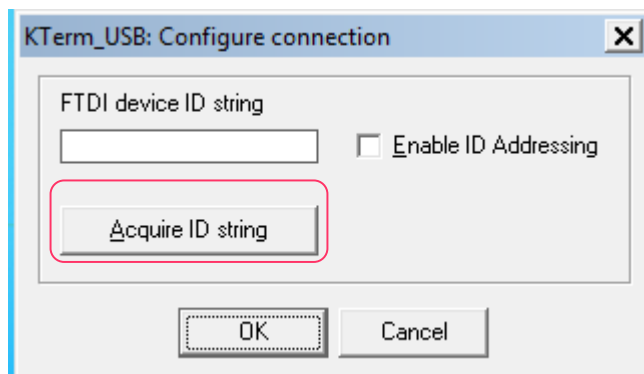 KTerm_USB: Configure connection
FTDI device ID string
Enable ID Addressing
Acquire ID string
OK Cancel